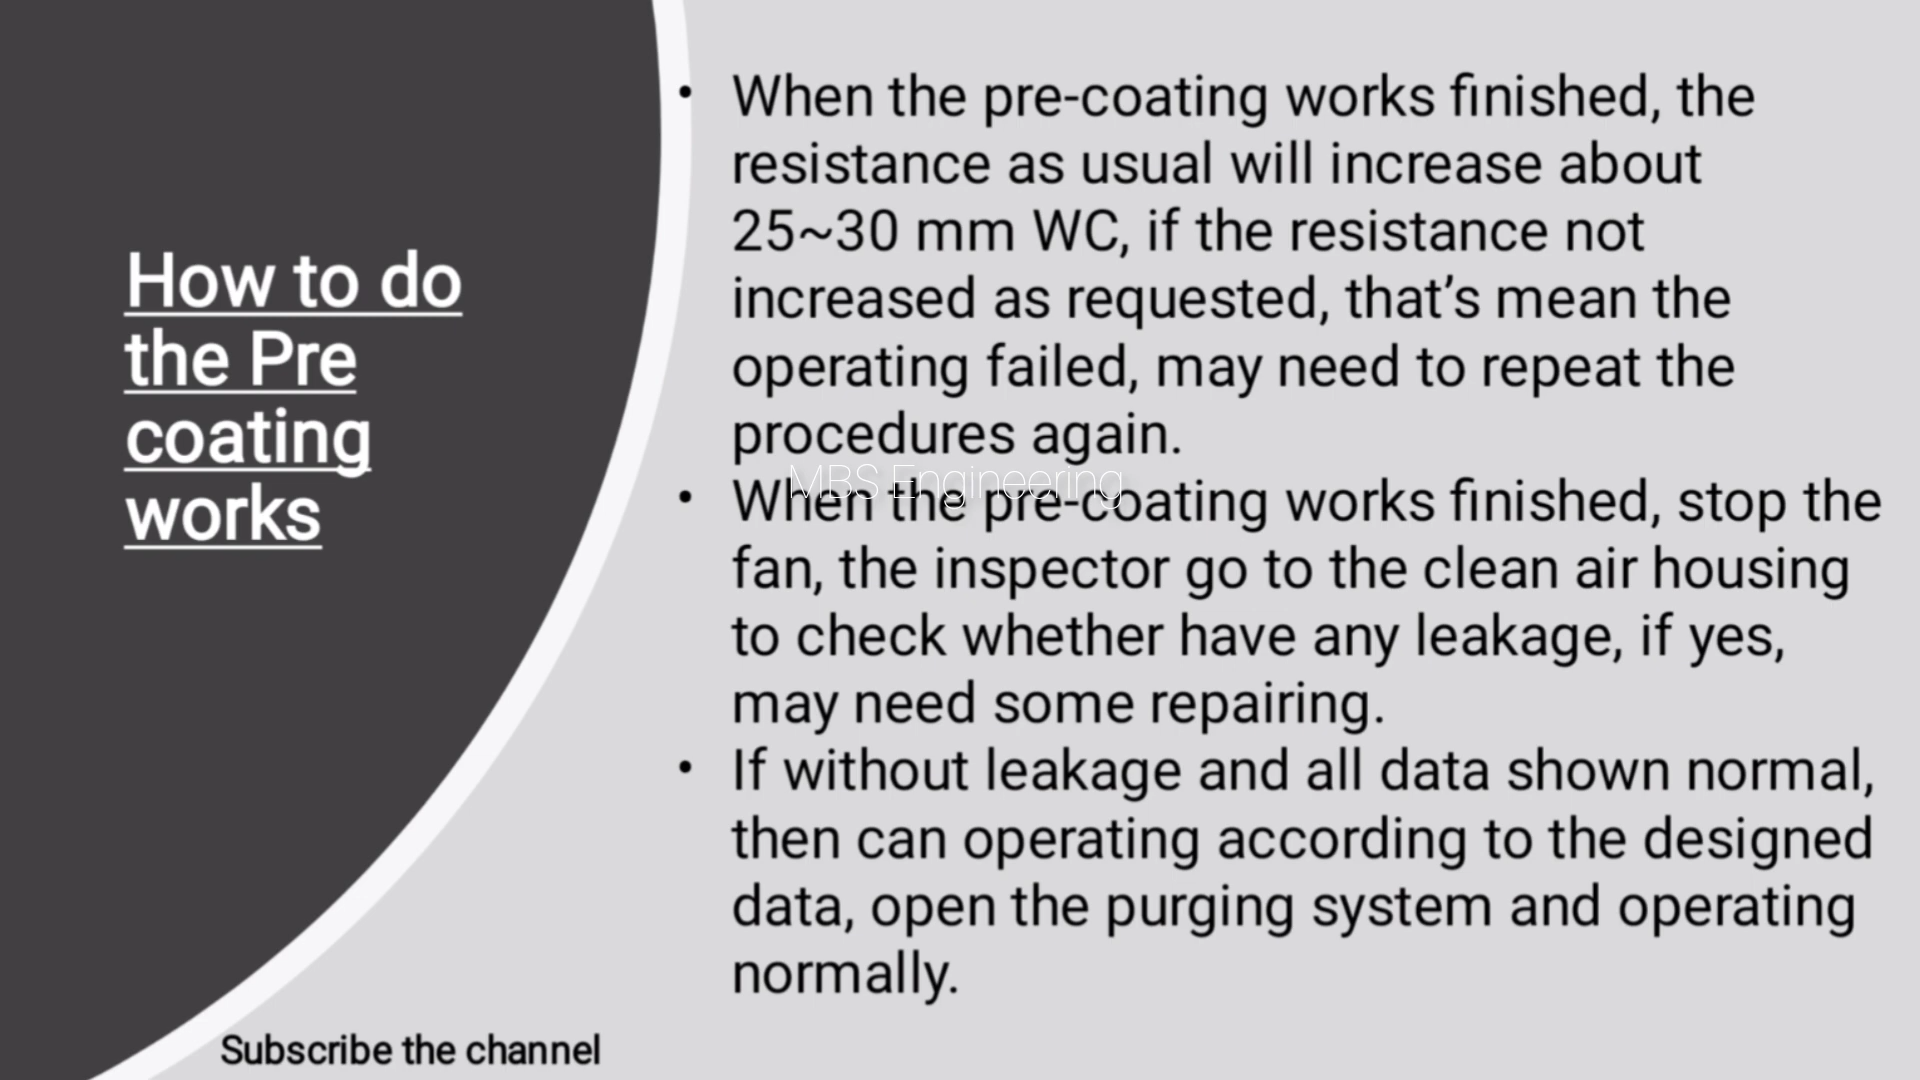 How to do
the Pre
coating
works
• When the pre-coating works finished, the
resistance as usual will increase about
25~30 mm WC, if the resistance not
increased as requested, that’s mean the
operating failed, may need to repeat the
procedures again.
MBS Engineering
• When the pre-coating works finished, stop the
fan, the inspector go to the clean air housing
to check whether have any leakage, if yes,
may need some repairing.
• If without leakage and all data shown normal,
then can operating according to the designed
data, open the purging system and operating
normally.
Subscribe the channel